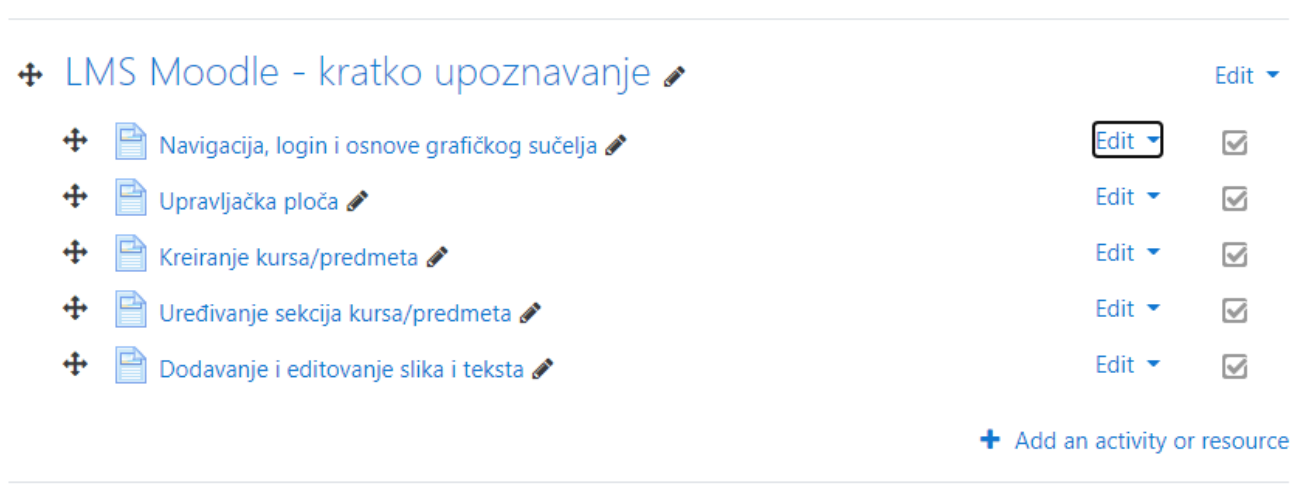 LMS Moodle - kratko upoznavanje Edit
Navigacija, login i osnove grafičkog sučelja Edit
Upravljačka ploča Edit
Kreiranje kursa/predmeta Edit
Uređivanje sekcija kursa/predmeta Edit
Dodavanje i editovanje slika i teksta Edit
Add an activity or resource